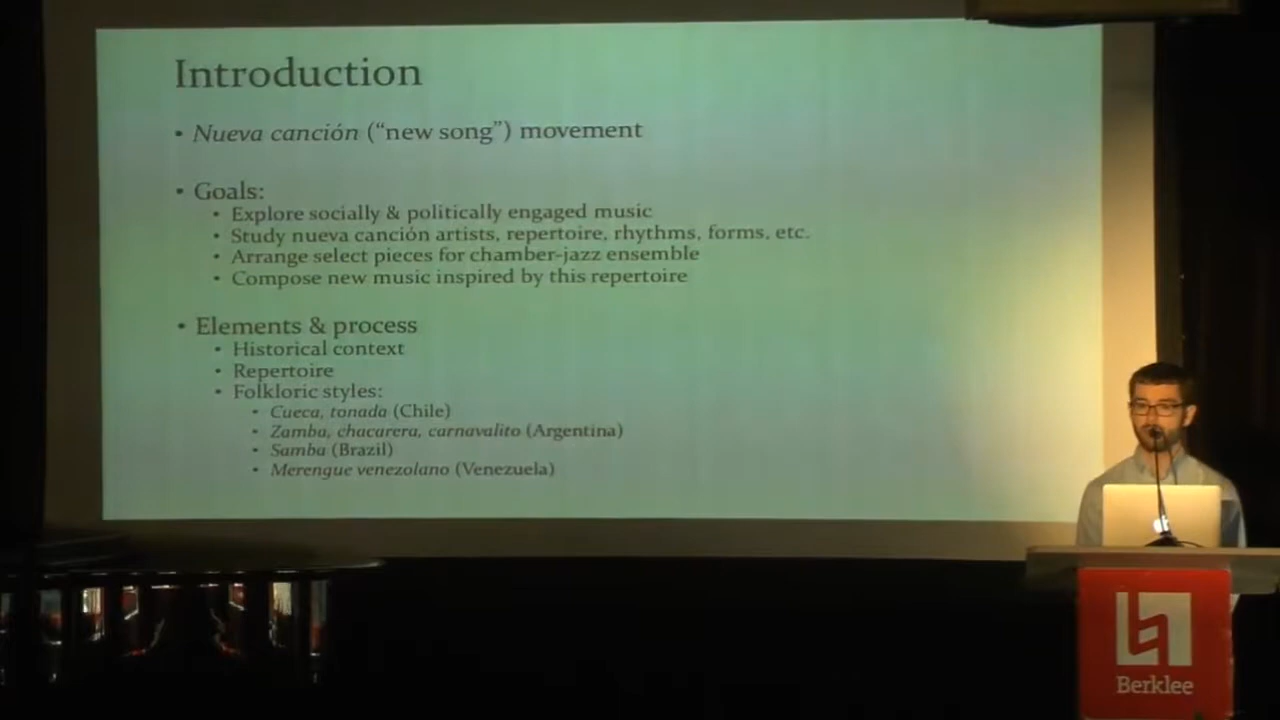 Introduction
• Nueva canción (“new song”) movement
• Goals:
• Explore socially & politically engaged music
• Study nueva canción artists, repertoire, rhythms, forms, etc.
• Arrange select pieces for chamber-jazz ensemble
• Compose new music inspired by this repertoire
• Elements & process
• Historical context
• Repertoire
• Folkloric styles:
• Cueca, tonada (Chile)
• Zamba, chacarera, carnavalito (Argentina)
• Samba (Brazil)
• Merengue venezolano (Venezuela)
Berklee